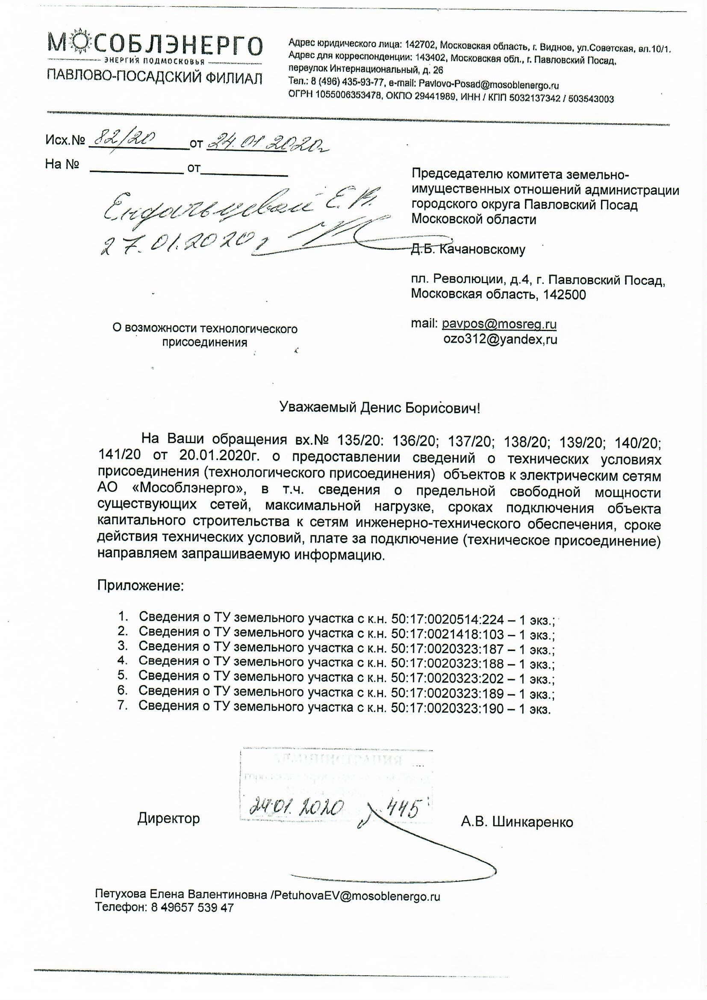 МОСОБЛЭНЕРГО
ЭНЕРГИЯ ПОДМОСКОВЬЯ
ПАВЛОВО-ПОСАДСКИЙ ФИЛИАЛ
Адрес юридического лица: 142702, Московская область, г. Видное, ул.Советская, вл.10/1.
Адрес для корреспонденции: 143402, Московская обл., г. Павловский Посад,
переулок Интернациональный, д. 26
Тел.: 8 (496) 435-93-77, e-mail: Pavlovo-Posad@mosoblenergo.ru
ОГРН 1055006353478, ОКПО 29441989, ИНН / КПП 5032137342 / 503543003
Исх.№ 82/20 от 24.01 2020г
На № от
Е.В.
27.01.2020г
Председателю комитета земельно-
имущественных отношений администрации
городского округа Павловский Посад
Московской области
Д.Б. Качановскому
пл. Революции, д.4, г. Павловский Посад,
Московская область, 142500
mail: pavpos@mosreg.ru
ozo312@yandex,ru
О возможности технологического
присоединения
Уважаемый Денис Борисович!
На Ваши обращения вх.№ 135/20: 136/20; 137/20; 138/20; 139/20; 140/20;
141/20 от 20.01.2020г. о предоставлении сведений о технических условиях
присоединения (технологического присоединения) объектов к электрическим сетям
АО «Мособлэнерго», в т.ч. сведения о предельной свободной мощности
существующих сетей, максимальной нагрузке, сроках подключения объекта
капитального строительства к сетям инженерно-технического обеспечения, сроке
действия технических условий, плате за подключение (техническое присоединение)
направляем запрашиваемую информацию.
Приложение:
1. Сведения о ТУ земельного участка с к.н. 50:17:0020514:224 – 1 экз.;
2. Сведения о ТУ земельного участка с к.н. 50:17:0021418:103 – 1 экз.;
3. Сведения о ТУ земельного участка с к.н. 50:17:0020323:187 – 1 экз.;
4. Сведения о ТУ земельного участка с к.н. 50:17:0020323:188 – 1 экз.;
5. Сведения о ТУ земельного участка с к.н. 50:17:0020323:202 – 1 экз.;
6. Сведения о ТУ земельного участка с к.н. 50:17:0020323:189 – 1 экз.;
7. Сведения о ТУ земельного участка с к.н. 50:17:0020323:190 – 1 экз.
АДМИНИСТРАЦИЯ
24.01. 2020 445
Директор А.В. Шинкаренко
Петухова Елена Валентиновна /PetuhovaEV@mosoblenergo.ru
Телефон: 8 49657 539 47